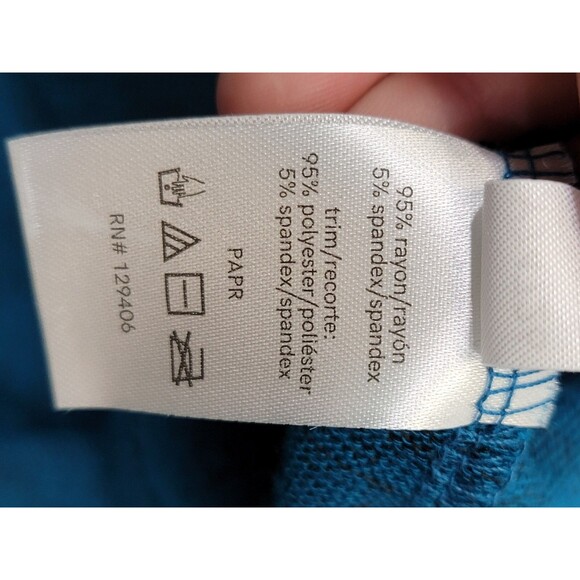 95% rayon/rayón
5% spandex/spandex
trim/recorte:
95% polyester/poliéster
5% spandex/spandex
PAPR
RN# 129406